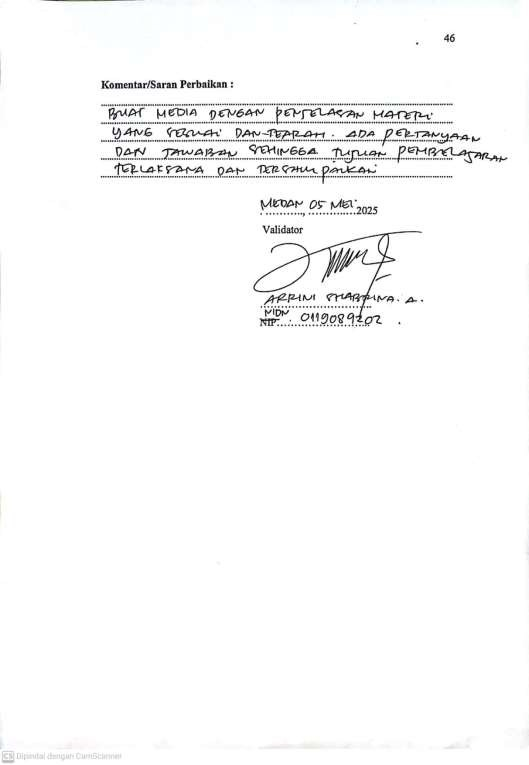 46
Komentar/Saran Perbaikan :
BUAT MEDIA DENGAN PENJELASAN MATERI
YANG SESUAI DAN TEARAH. ADA PERTANYAAN
DAN JAWABAN SEHINGGA TUJUAN PEMBELAJARAN
TERLAKSANA DAN TERSAMPAIKAN
MEDAN 05 MEI 2025
Validator
ARRINI SHABRINA. A.
NIDN
NIP. 0119089202
Dipindai dengan CamScanner